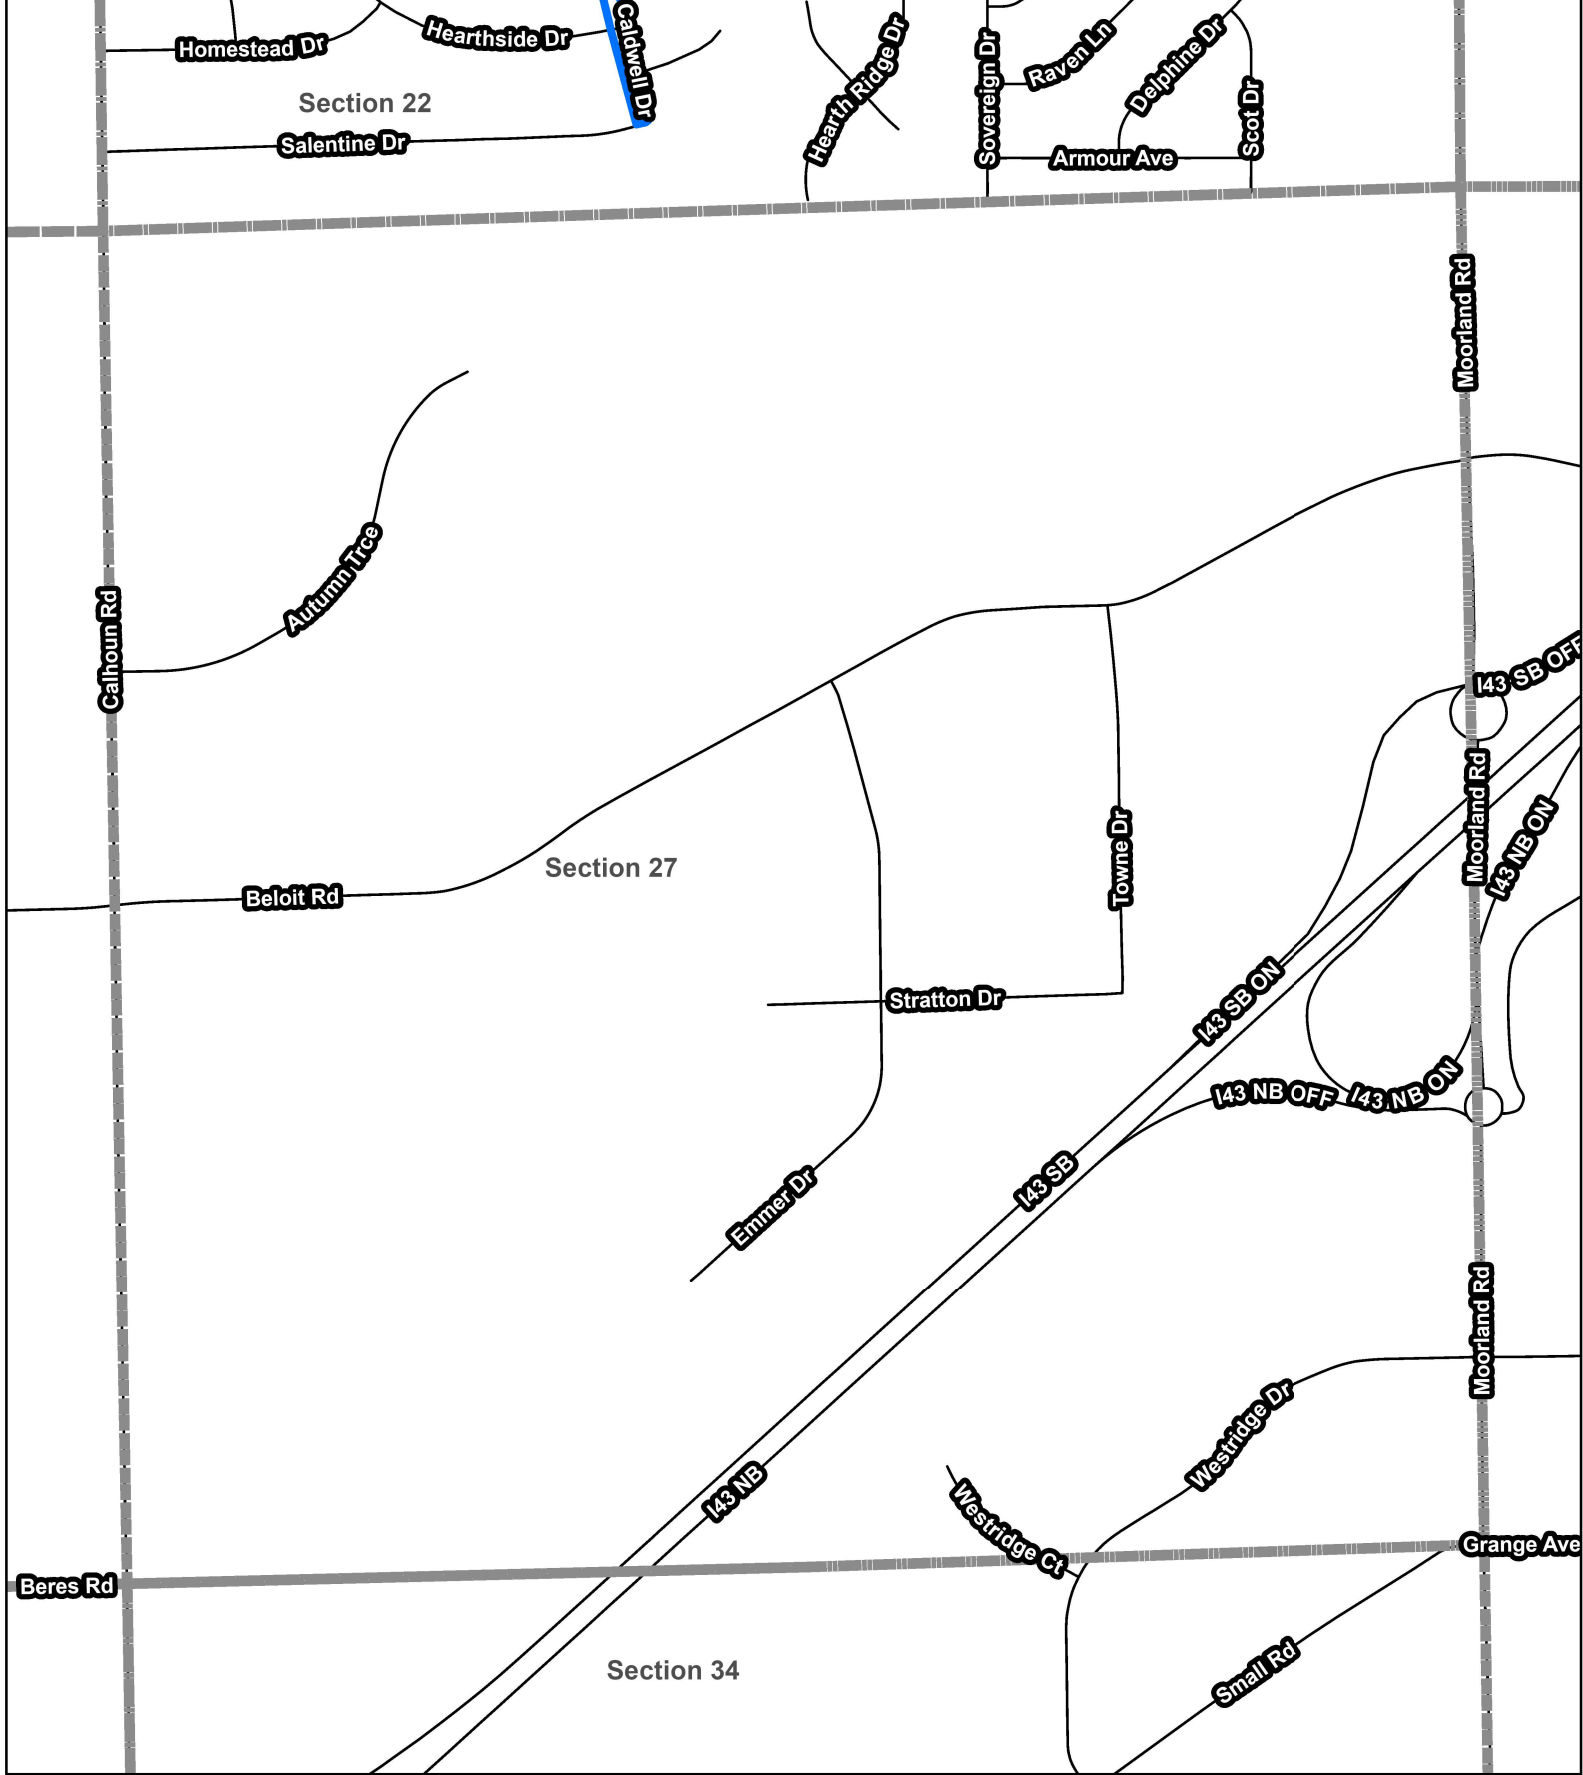 Caldwell Dr
Homestead Dr
Hearthside Dr
Hearth Ridge Dr
Sovereign Dr
Raven Ln
Delphine Dr
Scot Dr
Section 22
Salentine Dr
Armour Ave
Moorland Rd
Autumn Trce
Calhoun Rd
I43 SB OFF
Moorland Rd
I43 NB ON
Towne Dr
Section 27
Beloit Rd
Stratton Dr
I43 SB ON
I43 NB OFF
I43 NB ON
I43 SB
Emmer Dr
Moorland Rd
Westridge Dr
I43 NB
Westridge Ct
Grange Ave
Beres Rd
Section 34
Small Rd